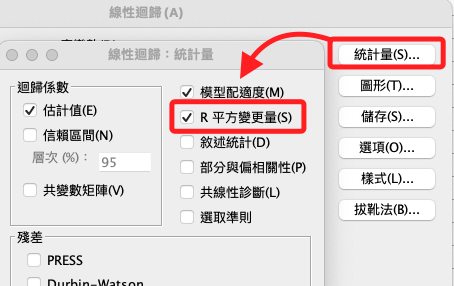 線性迴歸(A)
線性迴歸：統計量
統計量(S)...
圖形(T)...
儲存(S)...
選項(O)...
樣式(L)...
拔靴法(B)...
迴歸係數
估計值(E)
信賴區間(N)
層次 (%)： 95
共變數矩陣(V)
模型配適度(M)
R 平方變更量(S)
敘述統計(D)
部分與偏相關性(P)
共線性診斷(L)
選取準則
殘差
PRESS
Durbin-Watson